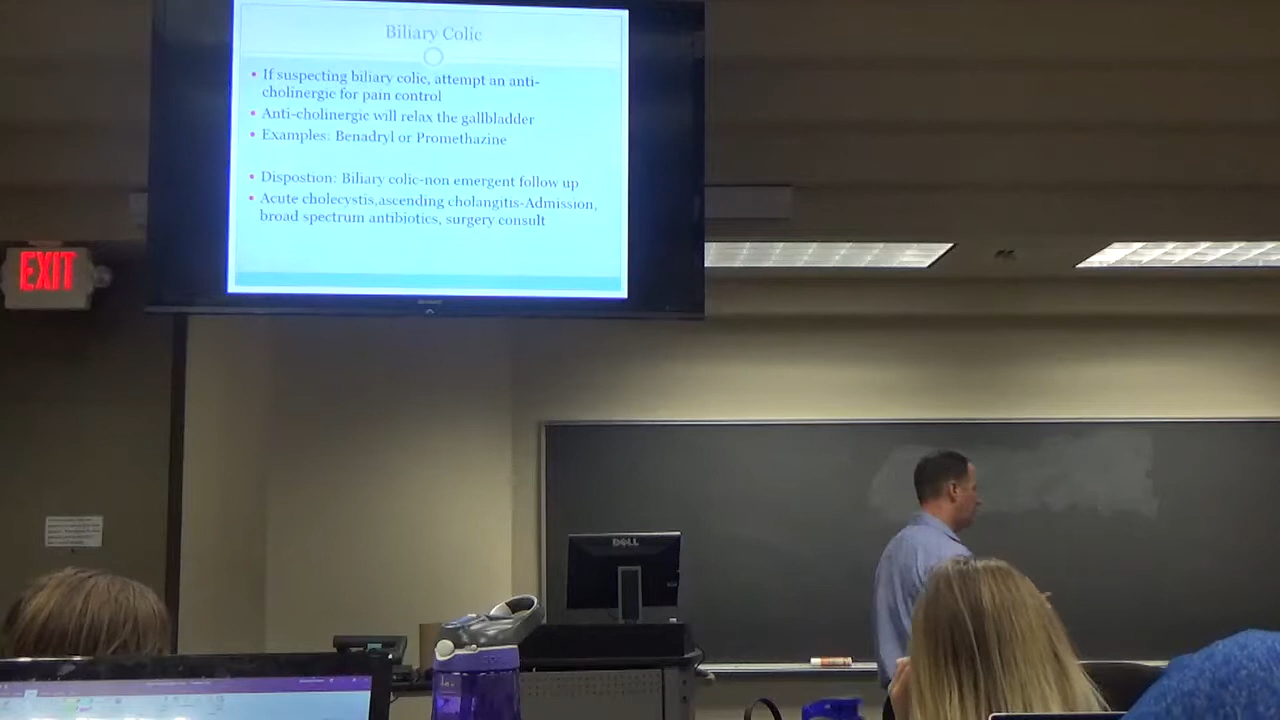 Biliary Colic
• If suspecting biliary colic, attempt an anti-
cholinergic for pain control
• Anti-cholinergic will relax the gallbladder
• Examples: Benadryl or Promethazine
• Dispostion: Biliary colic-non emergent follow up
• Acute cholecystis,ascending cholangitis-Admission,
broad spectrum antibiotics, surgery consult
EXIT
DELL